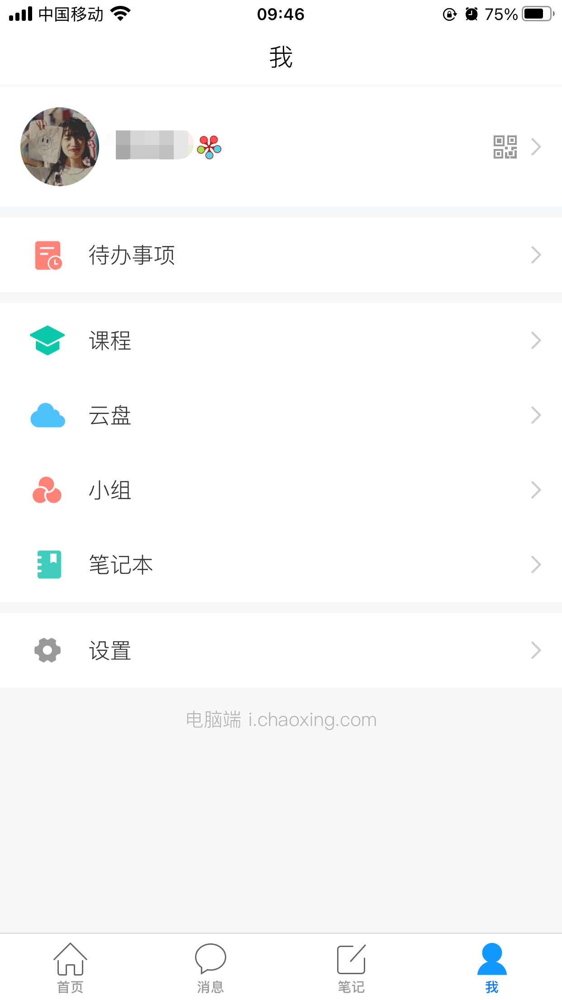 中国移动 09:46 75%
我
待办事项
课程
云盘
小组
笔记本
设置
电脑端 i.chaoxing.com
首页 消息 笔记 我